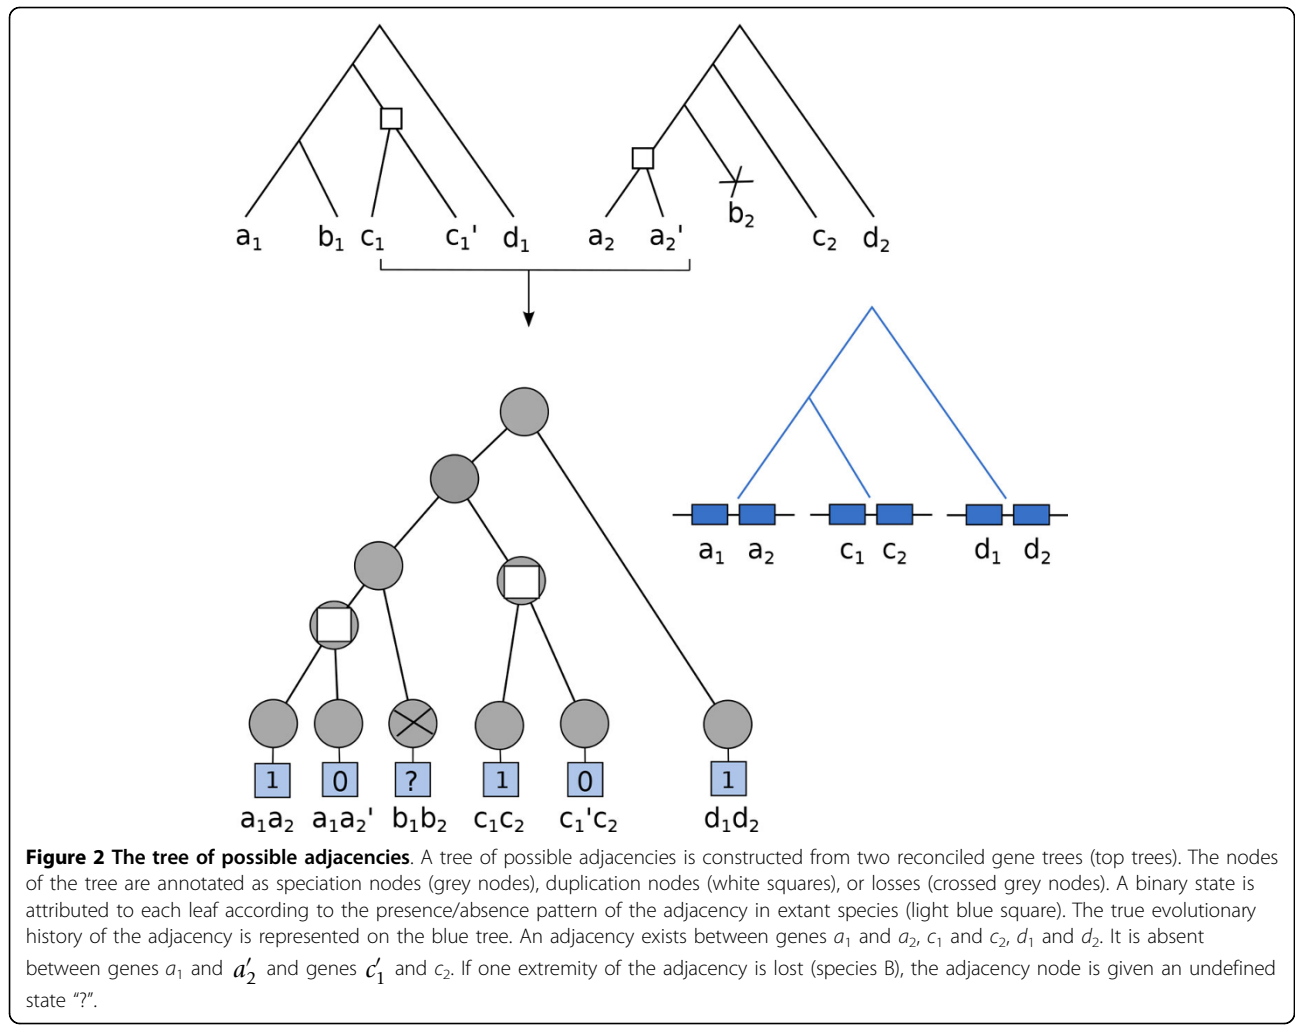 a₁ b₁ c₁ c₁' d₁ a₂ a₂' b₂ c₂ d₂
a₁ a₂ c₁ c₂ d₁ d₂
1 0 ? 1 0 1
a₁a₂ a₁a₂' b₁b₂ c₁c₂ c₁'c₂ d₁d₂
Figure 2 The tree of possible adjacencies. A tree of possible adjacencies is constructed from two reconciled gene trees (top trees). The nodes
of the tree are annotated as speciation nodes (grey nodes), duplication nodes (white squares), or losses (crossed grey nodes). A binary state is
attributed to each leaf according to the presence/absence pattern of the adjacency in extant species (light blue square). The true evolutionary
history of the adjacency is represented on the blue tree. An adjacency exists between genes a₁ and a₂, c₁ and c₂, d₁ and d₂. It is absent
between genes a₁ and a′₂ and genes c′₁ and c₂. If one extremity of the adjacency is lost (species B), the adjacency node is given an undefined
state “?”.